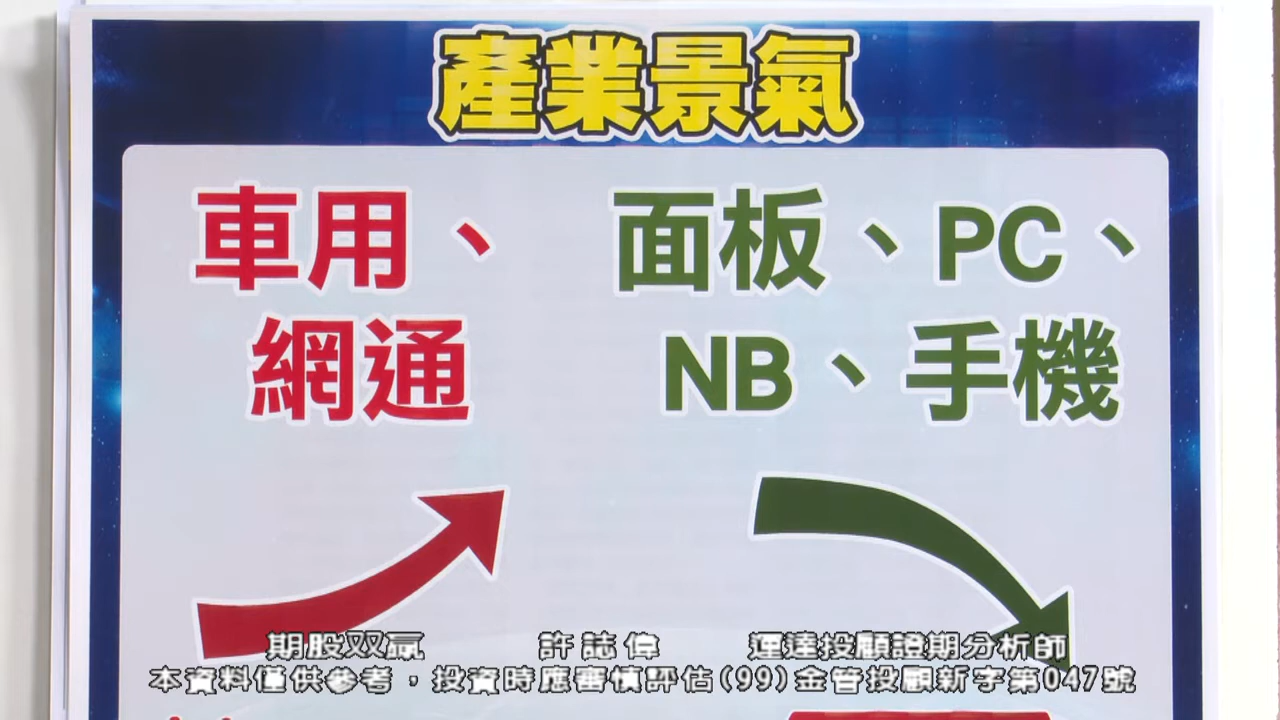 產業景氣
車用、
網通
面板、PC、
NB、手機
期股双贏 許誌偉 運達投顧證期分析師
本資料僅供參考，投資時應審慎評估(99)金管投顧新字第047號